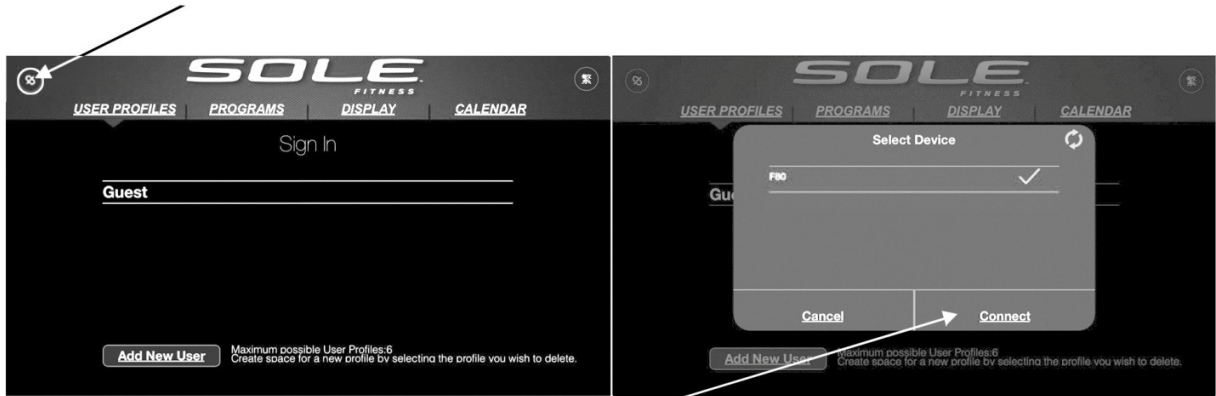 SOLE
FITNESS
USER PROFILES PROGRAMS DISPLAY CALENDAR
Sign In
Guest
Add New User
Maximum possible User Profiles:6
Create space for a new profile by selecting the profile you wish to delete.
SOLE
FITNESS
USER PROFILES PROGRAMS DISPLAY CALENDAR
Select Device
F80
Gu
Cancel Connect
Add New User
Maximum possible User Profiles:6
Create space for a new profile by selecting the profile you wish to delete.